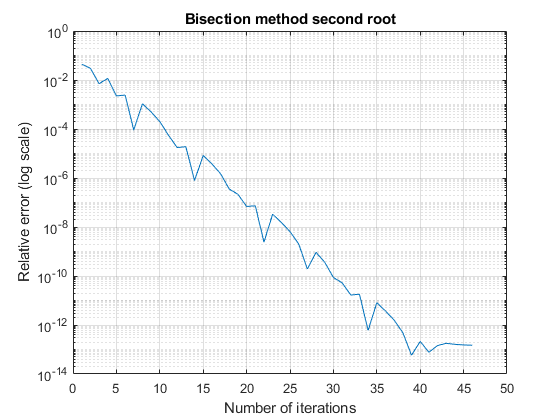 Bisection method second root
10^0
10^-2
10^-4
10^-6
10^-8
10^-10
10^-12
10^-14
Relative error (log scale)
0 5 10 15 20 25 30 35 40 45 50
Number of iterations